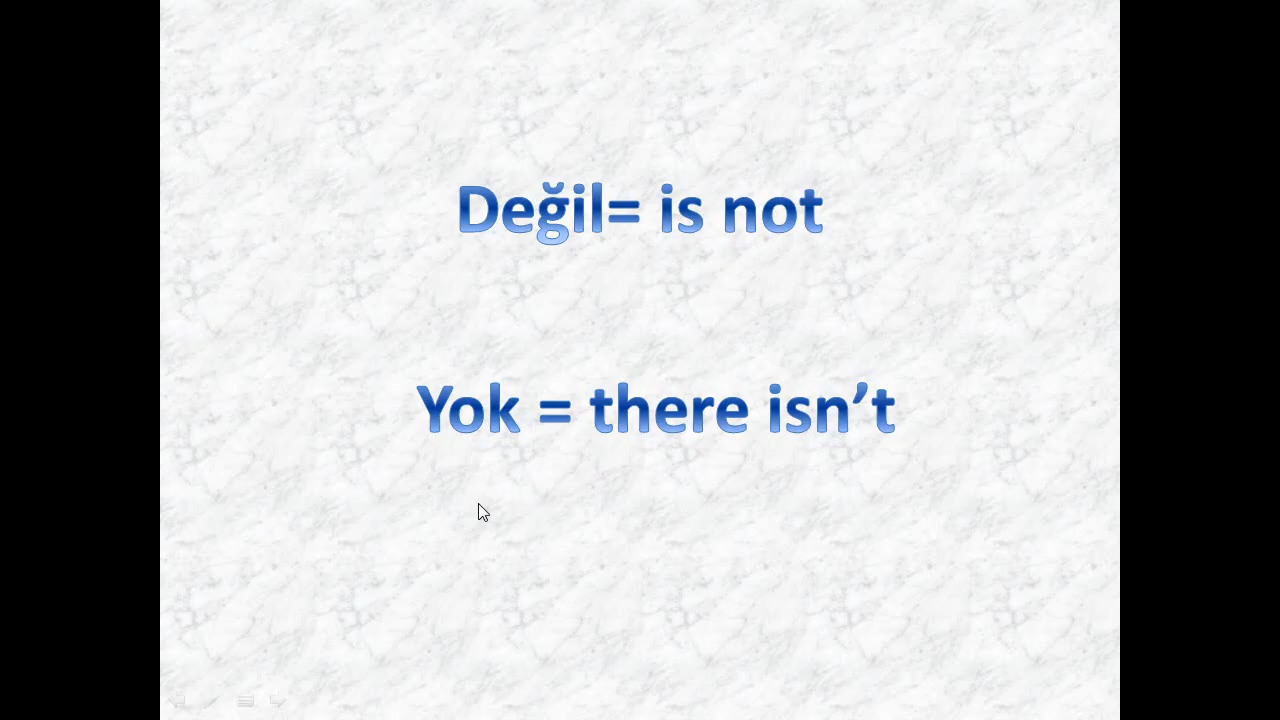 Değil= is not
Yok = there isn’t